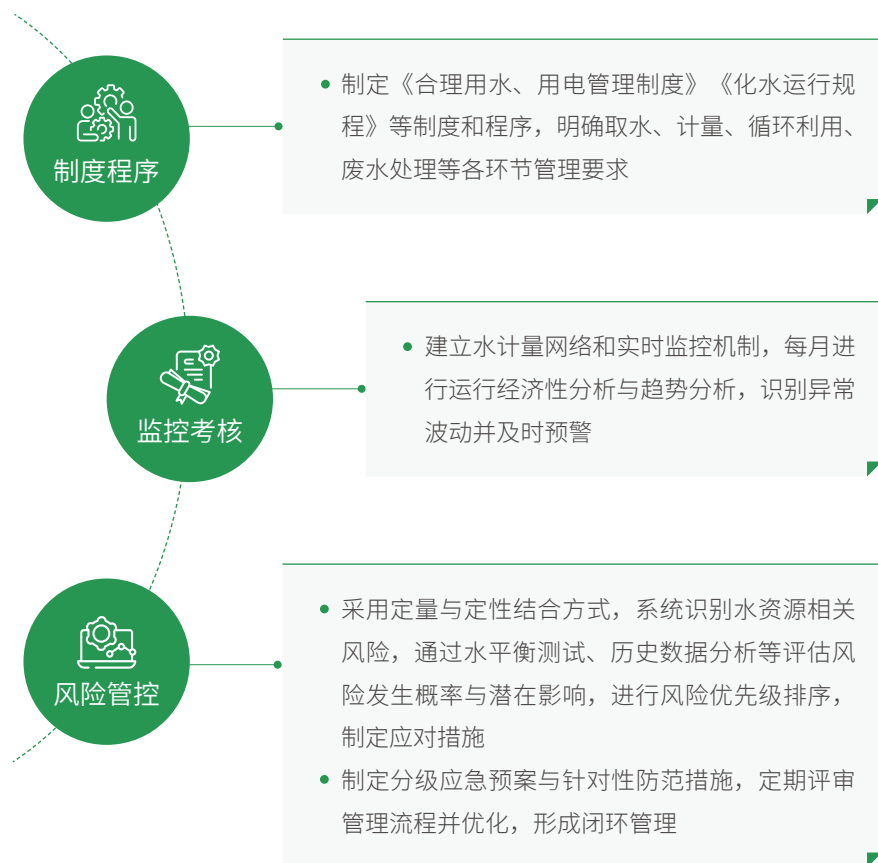 制度程序
制定《合理用水、用电管理制度》《化水运行规
程》等制度和程序，明确取水、计量、循环利用、
废水处理等各环节管理要求
监控考核
建立水计量网络和实时监控机制，每月进
行运行经济性分析与趋势分析，识别异常
波动并及时预警
风险管控
采用定量与定性结合方式，系统识别水资源相关
风险，通过水平衡测试、历史数据分析等评估风
险发生概率与潜在影响，进行风险优先级排序，
制定应对措施
制定分级应急预案与针对性防范措施，定期评审
管理流程并优化，形成闭环管理